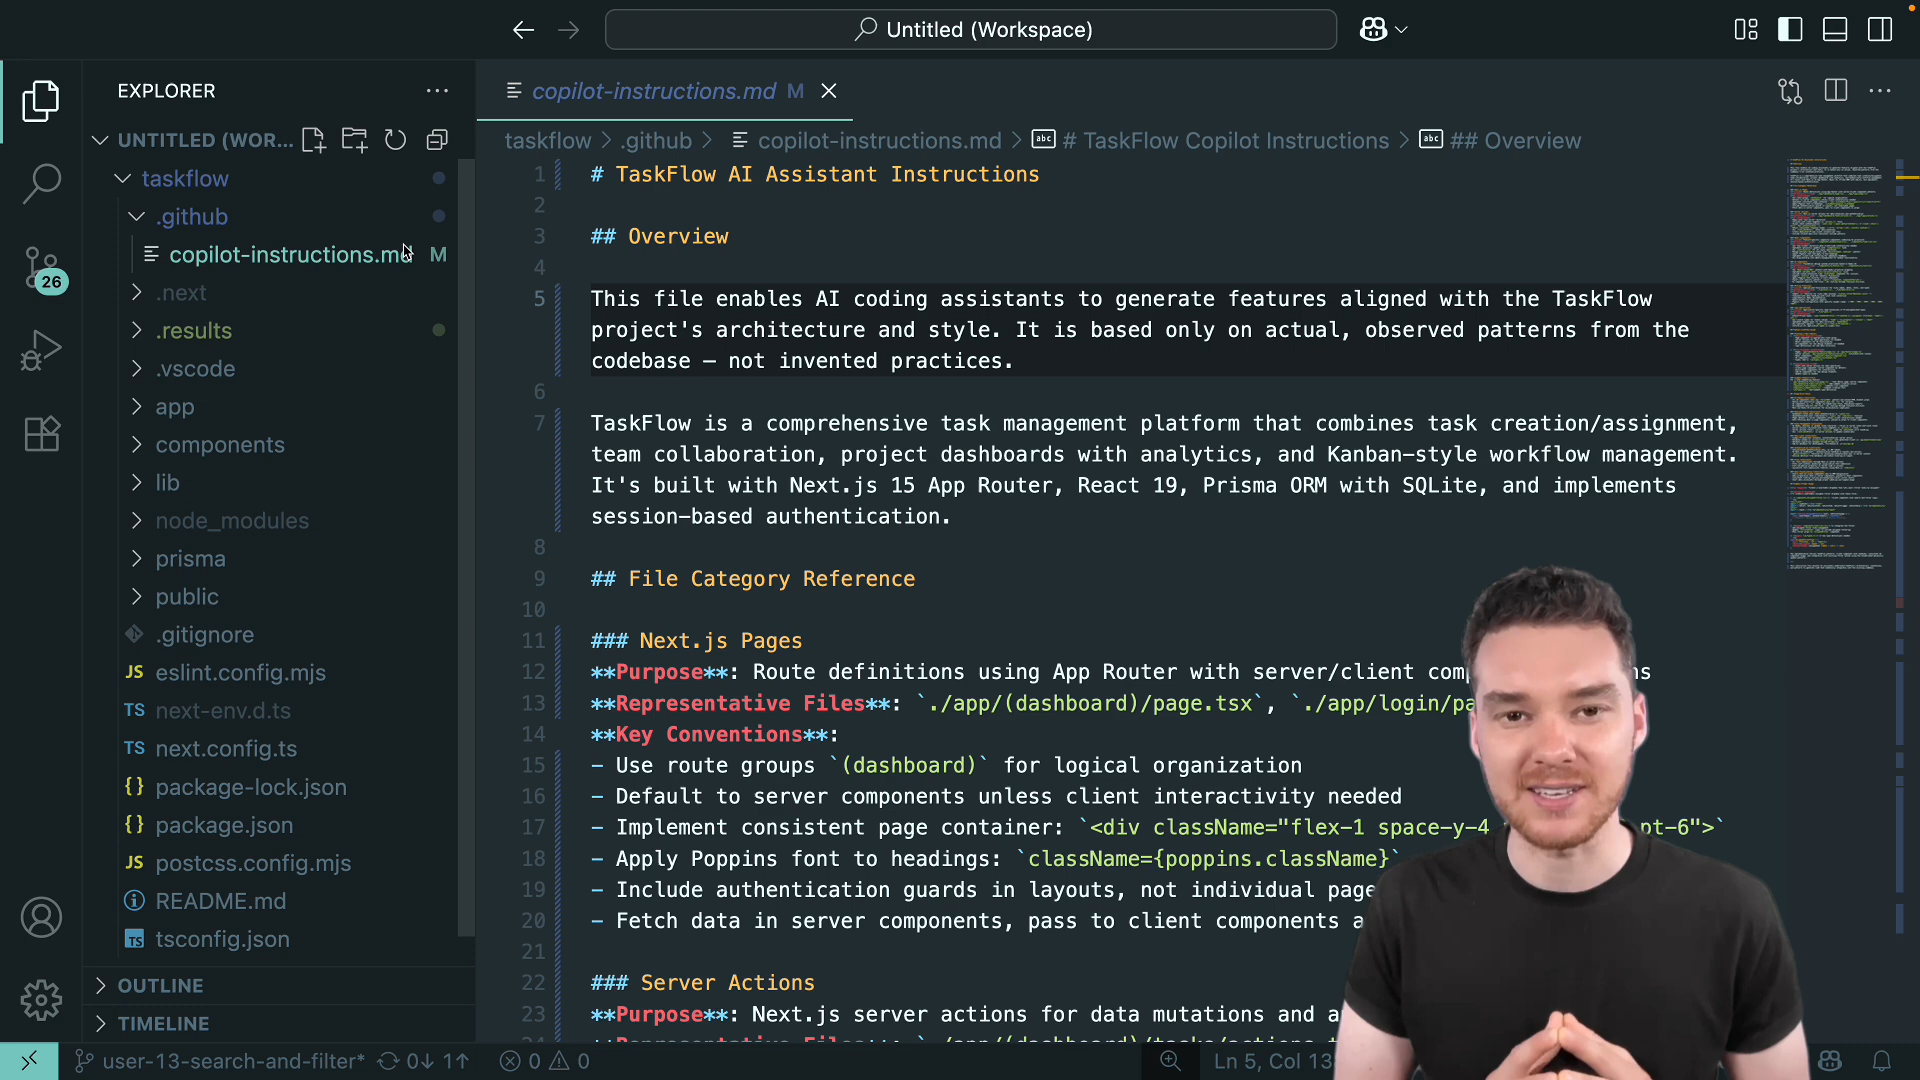 Untitled (Workspace)
EXPLORER
UNTITLED (WOR...
taskflow
.github
copilot-instructions.md M
.next
.results
.vscode
app
components
lib
node_modules
prisma
public
.gitignore
JS eslint.config.mjs
TS next-env.d.ts
TS next.config.ts
{} package-lock.json
{} package.json
JS postcss.config.mjs
README.md
TS tsconfig.json
OUTLINE
TIMELINE
26
copilot-instructions.md M
taskflow > .github > copilot-instructions.md > abc # TaskFlow Copilot Instructions > abc ## Overview
1 # TaskFlow AI Assistant Instructions
2
3 ## Overview
4
5 This file enables AI coding assistants to generate features aligned with the TaskFlow
project's architecture and style. It is based only on actual, observed patterns from the
codebase – not invented practices.
6
7 TaskFlow is a comprehensive task management platform that combines task creation/assignment,
team collaboration, project dashboards with analytics, and Kanban-style workflow management.
It's built with Next.js 15 App Router, React 19, Prisma ORM with SQLite, and implements
session-based authentication.
8
9 ## File Category Reference
10
11 ### Next.js Pages
12 **Purpose**: Route definitions using App Router with server/client
13 **Representative Files**: `./app/(dashboard)/page.tsx`, `./app/login/
14 **Key Conventions**:
15 - Use route groups `(dashboard)` for logical organization
16 - Default to server components unless client interactivity needed
17 - Implement consistent page container: `<div className="flex-1 space-y-4 pt-6">`
18 - Apply Poppins font to headings: `className={poppins.className}`
19 - Include authentication guards in layouts, not individual
20 - Fetch data in server components, pass to client components
21
22 ### Server Actions
23 **Purpose**: Next.js server actions for data mutations and
user-13-search-and-filter* 0↓ 1↑ 0 0
Ln 5, Col